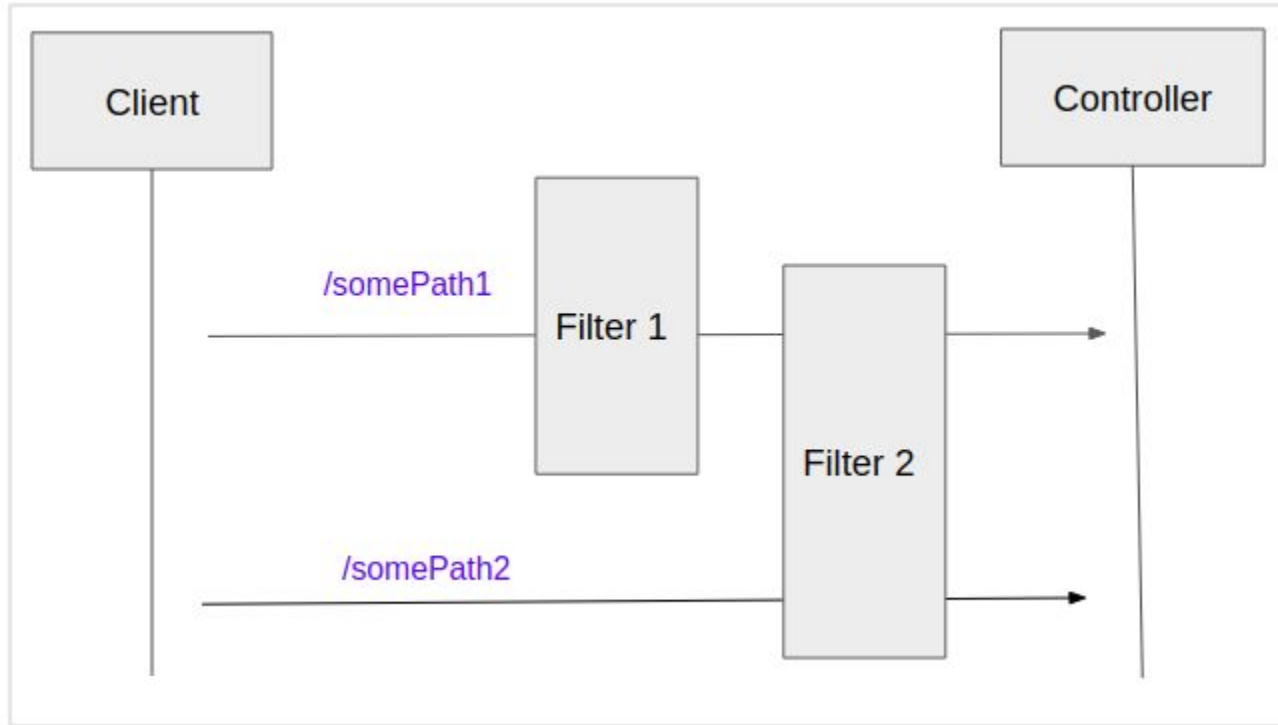 Client
Controller
/somePath1
Filter 1
Filter 2
/somePath2